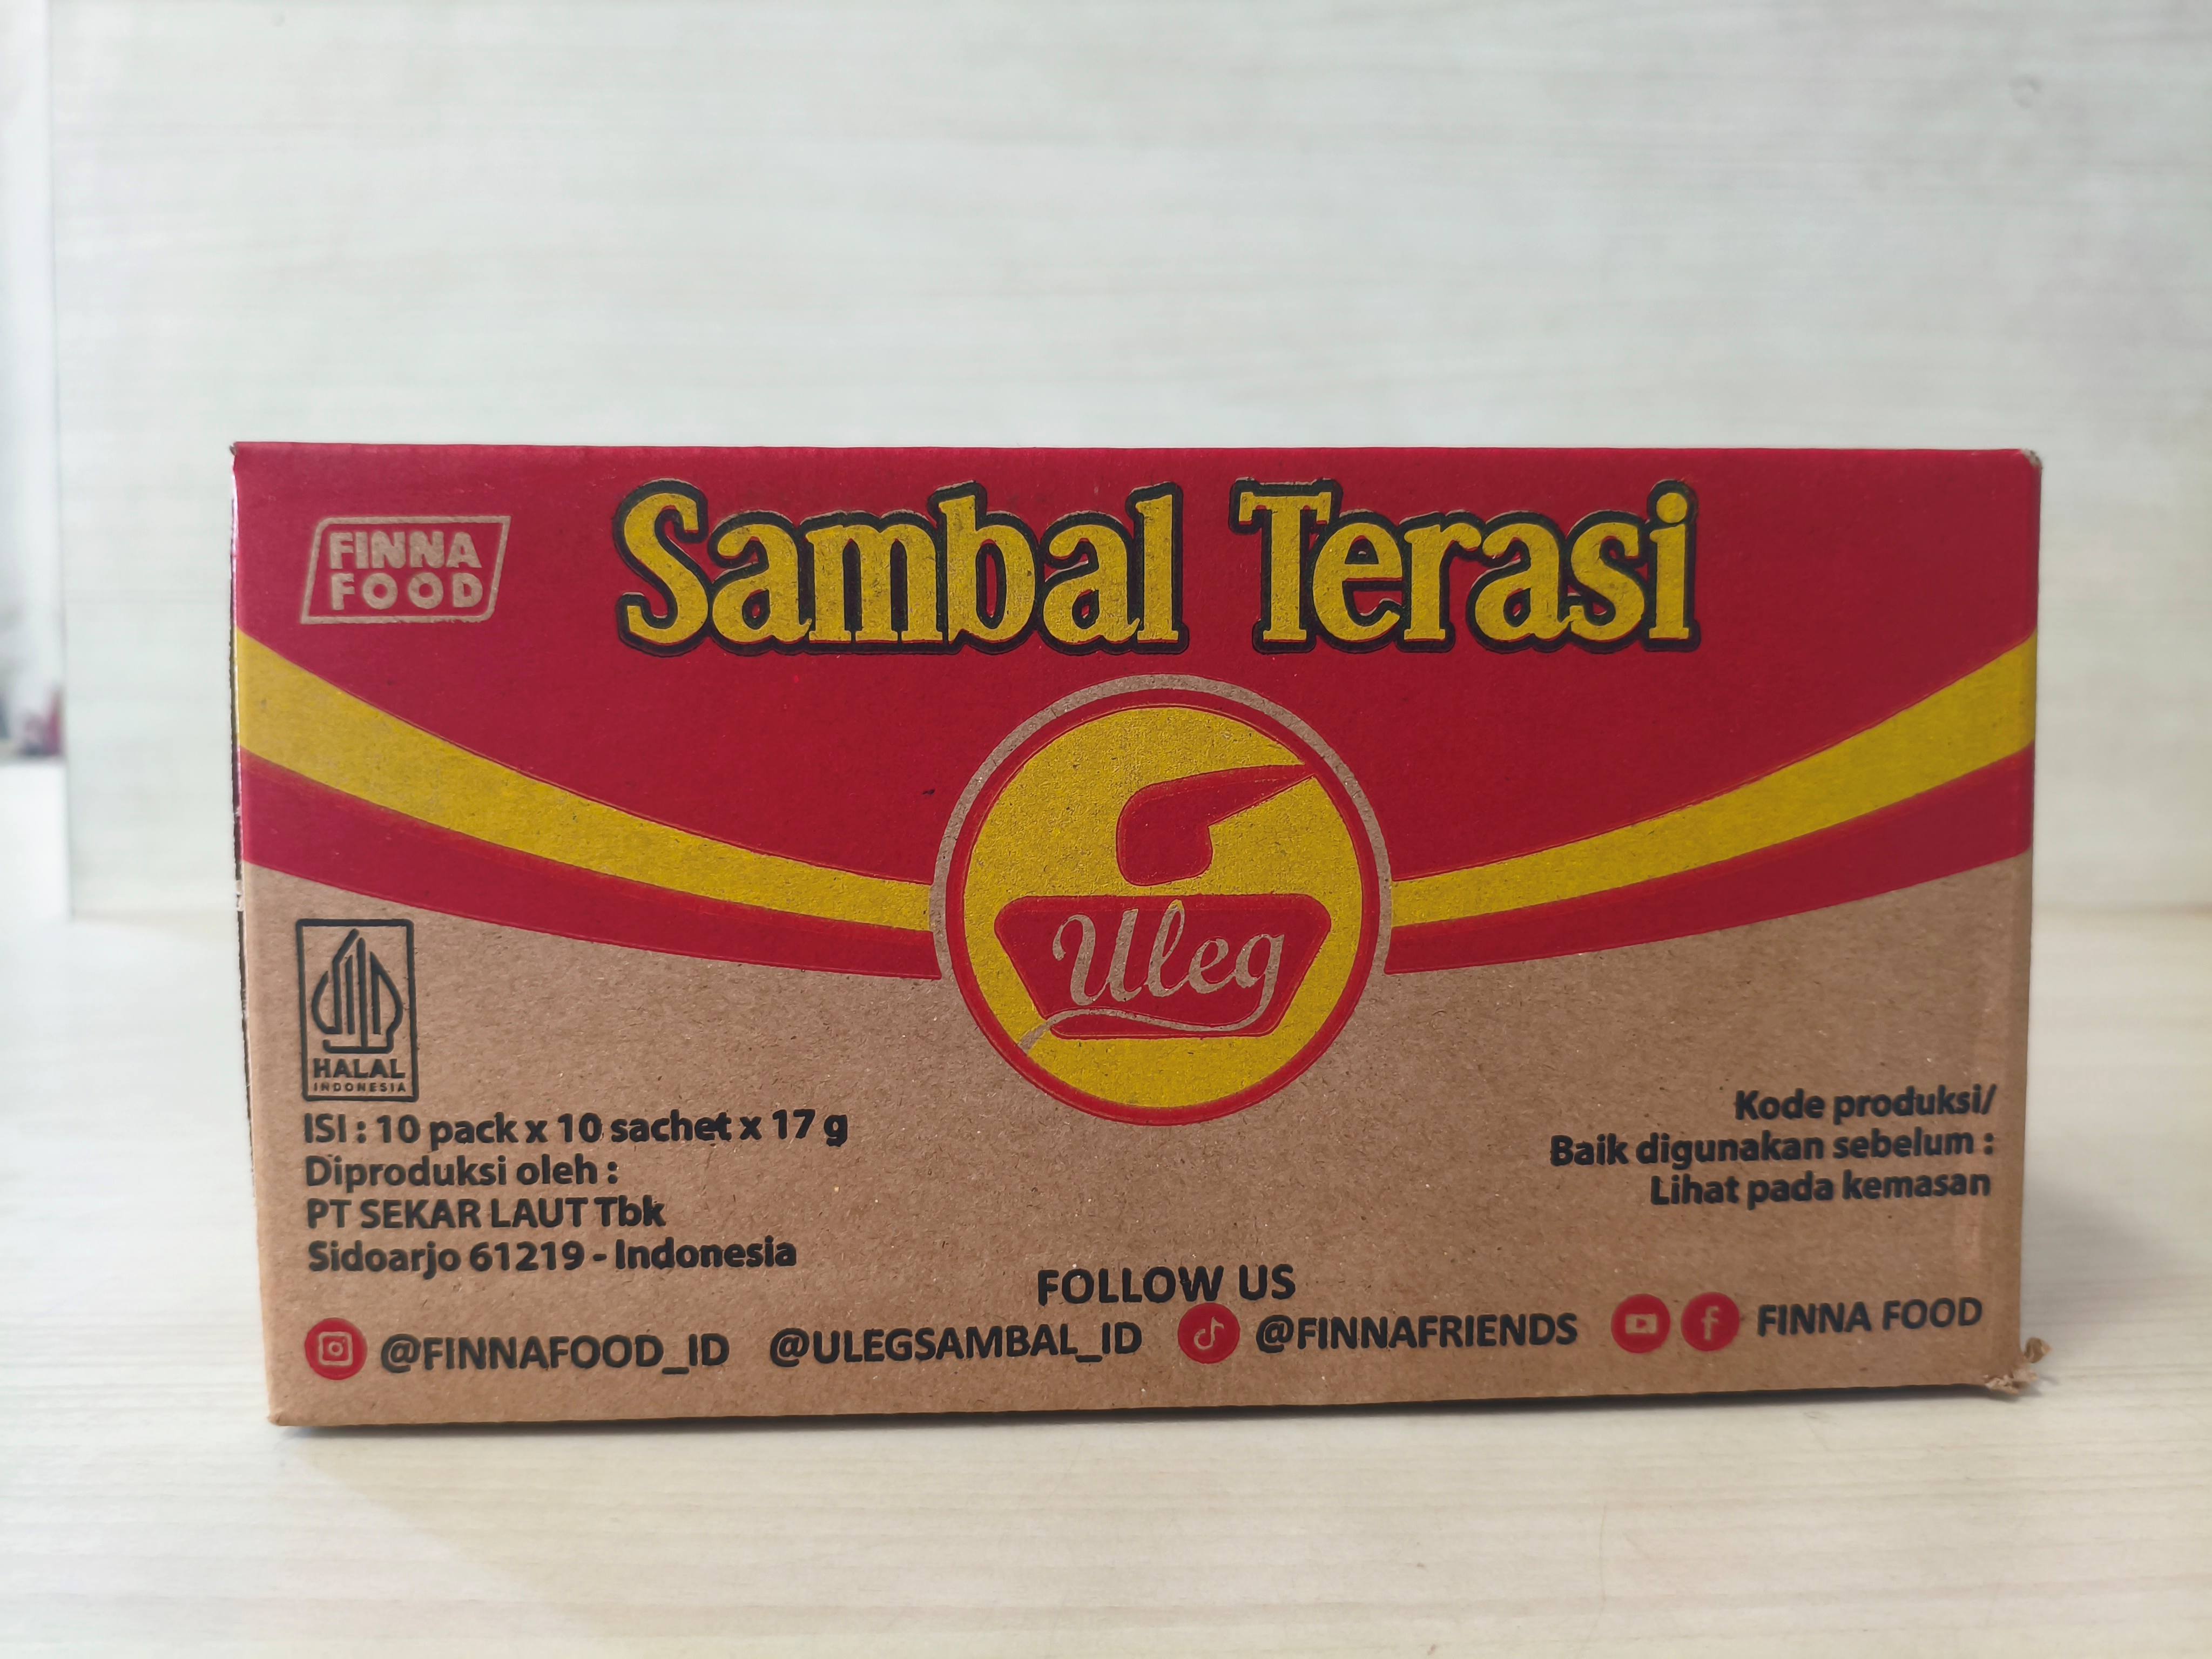 FINNA
FOOD
Sambal Terasi
Uleg
HALAL
INDONESIA
ISI : 10 pack x 10 sachet x 17 g
Diproduksi oleh :
PT SEKAR LAUT Tbk
Sidoarjo 61219 - Indonesia
Kode produksi/
Baik digunakan sebelum :
Lihat pada kemasan
FOLLOW US
@FINNAFOOD_ID @ULEGSAMBAL_ID @FINNAFRIENDS FINNA FOOD